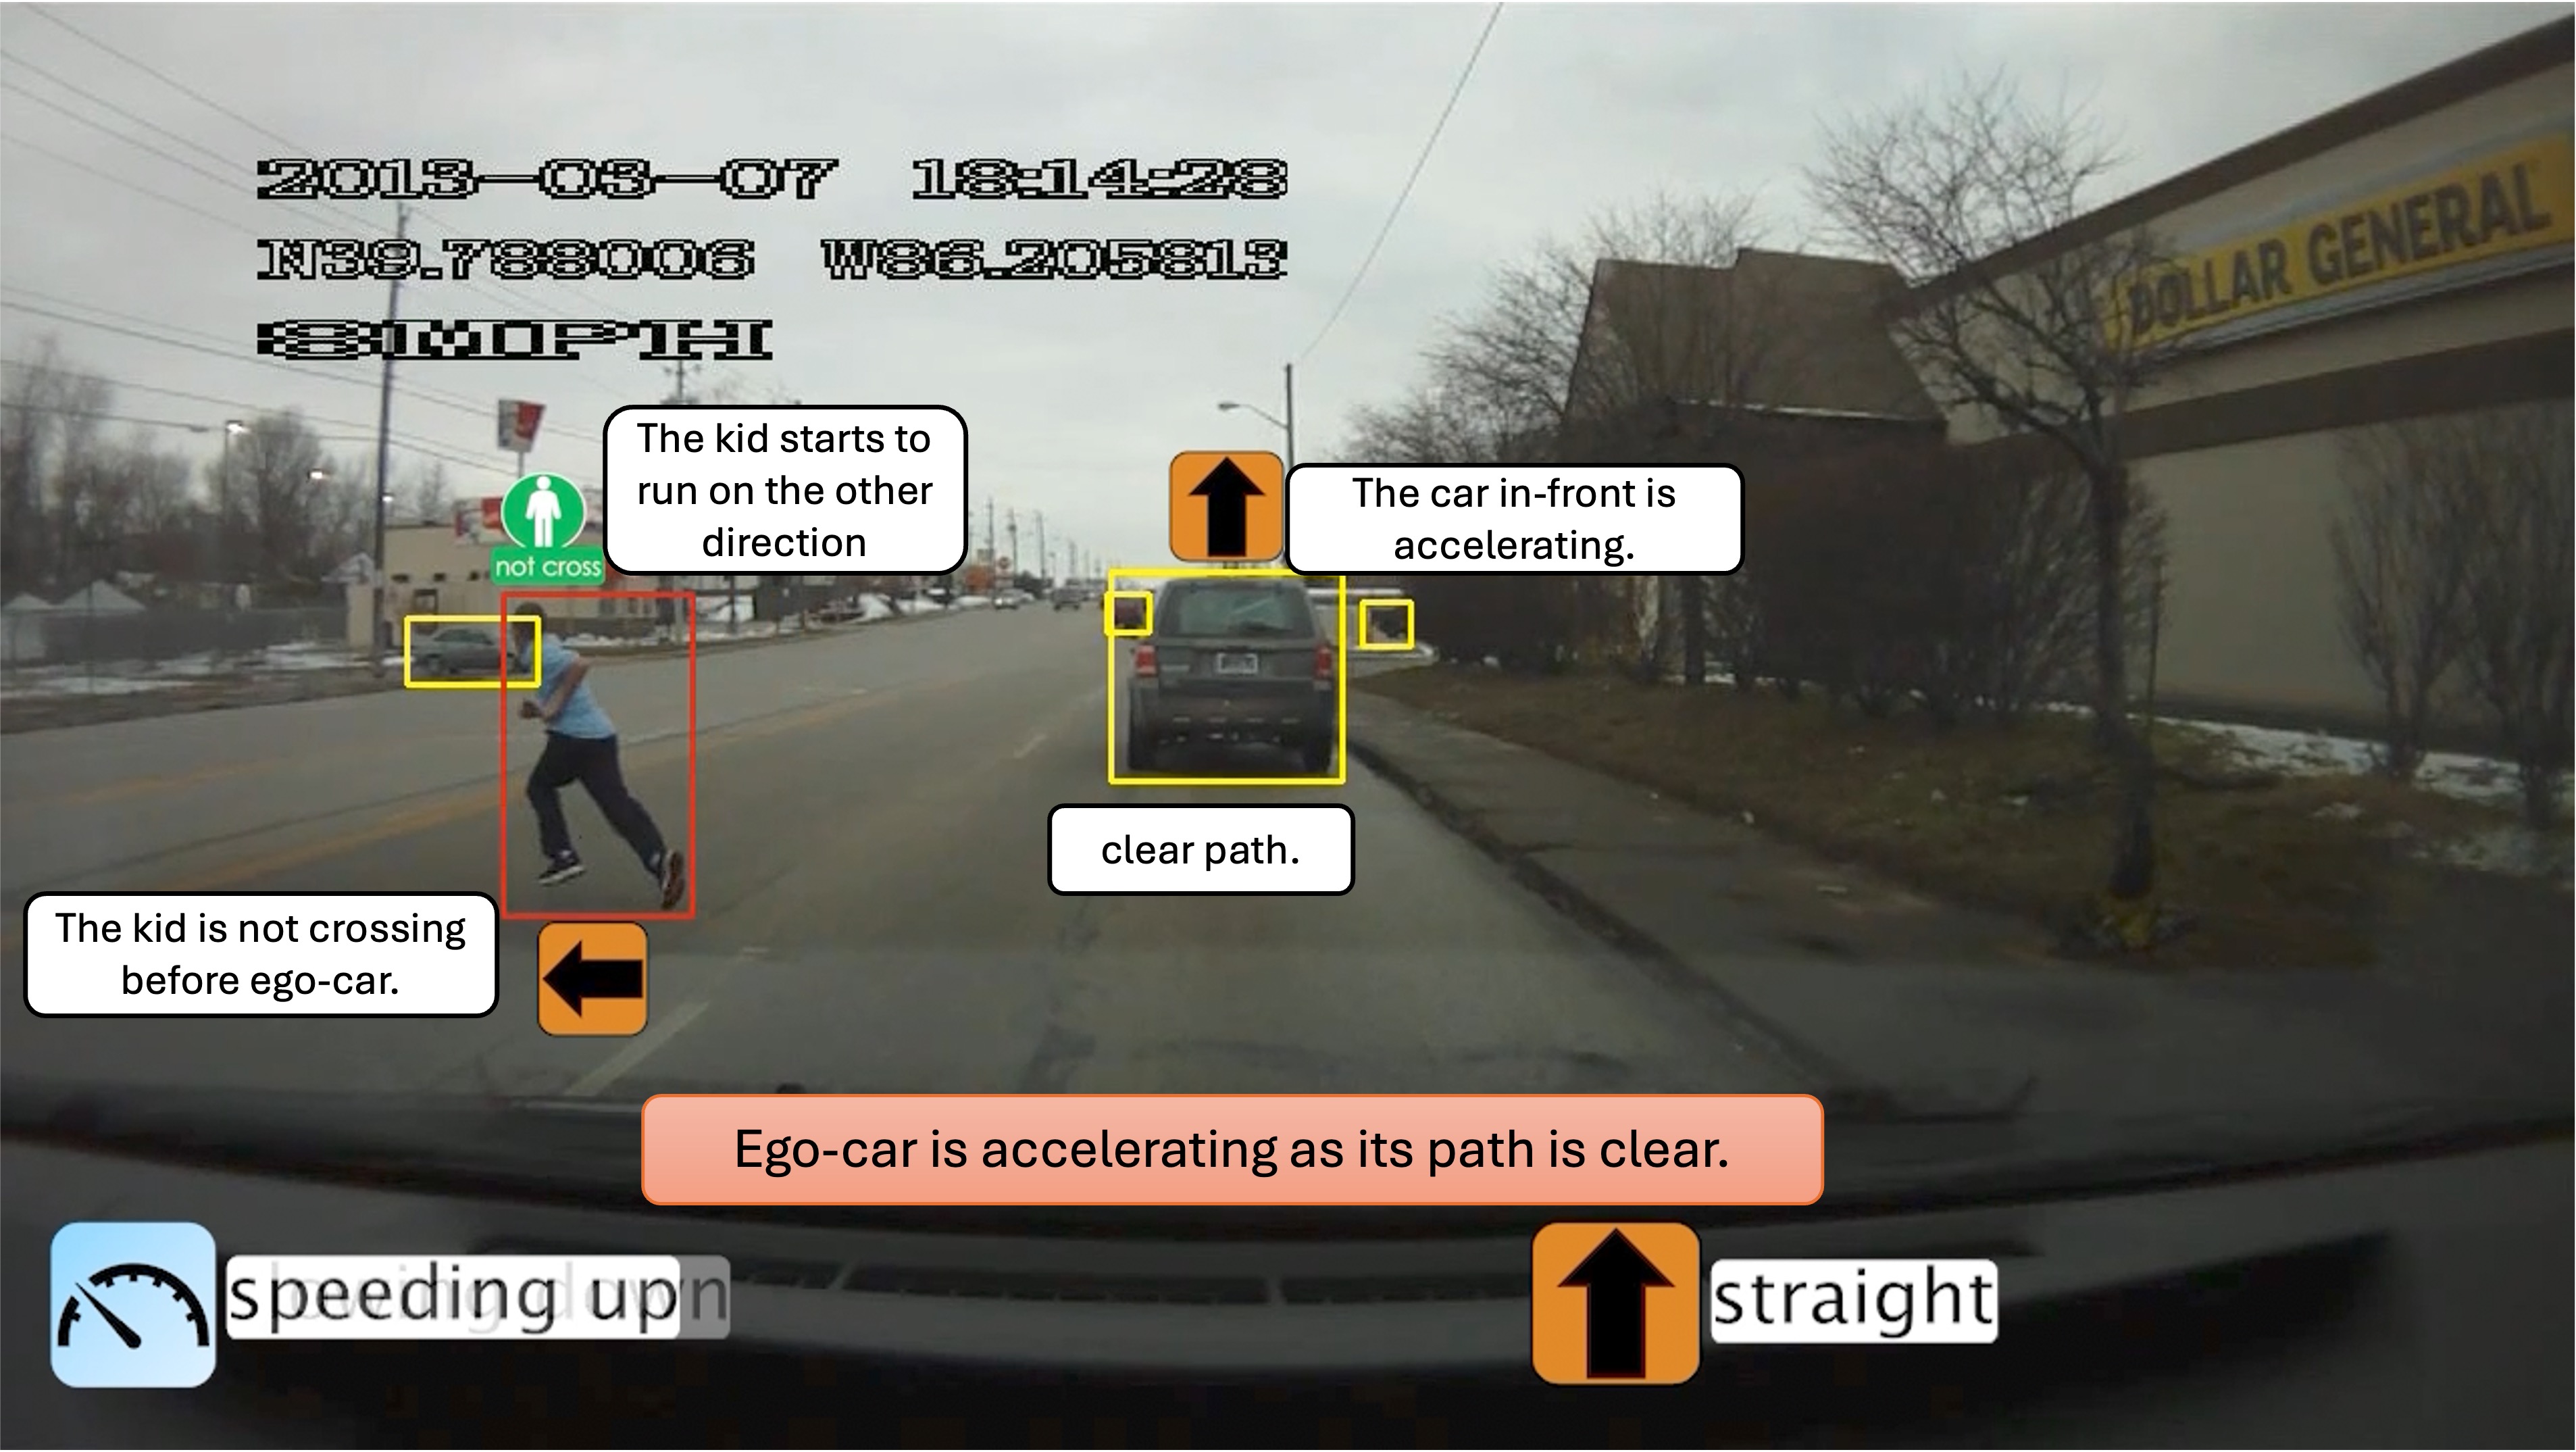 2013-03-07 18:14:28
N39.788006 W86.205813
8MPH
DOLLAR GENERAL
The kid starts to
run on the other
direction
The car in-front is
accelerating.
not cross
clear path.
The kid is not crossing
before ego-car.
Ego-car is accelerating as its path is clear.
speeding up
straight